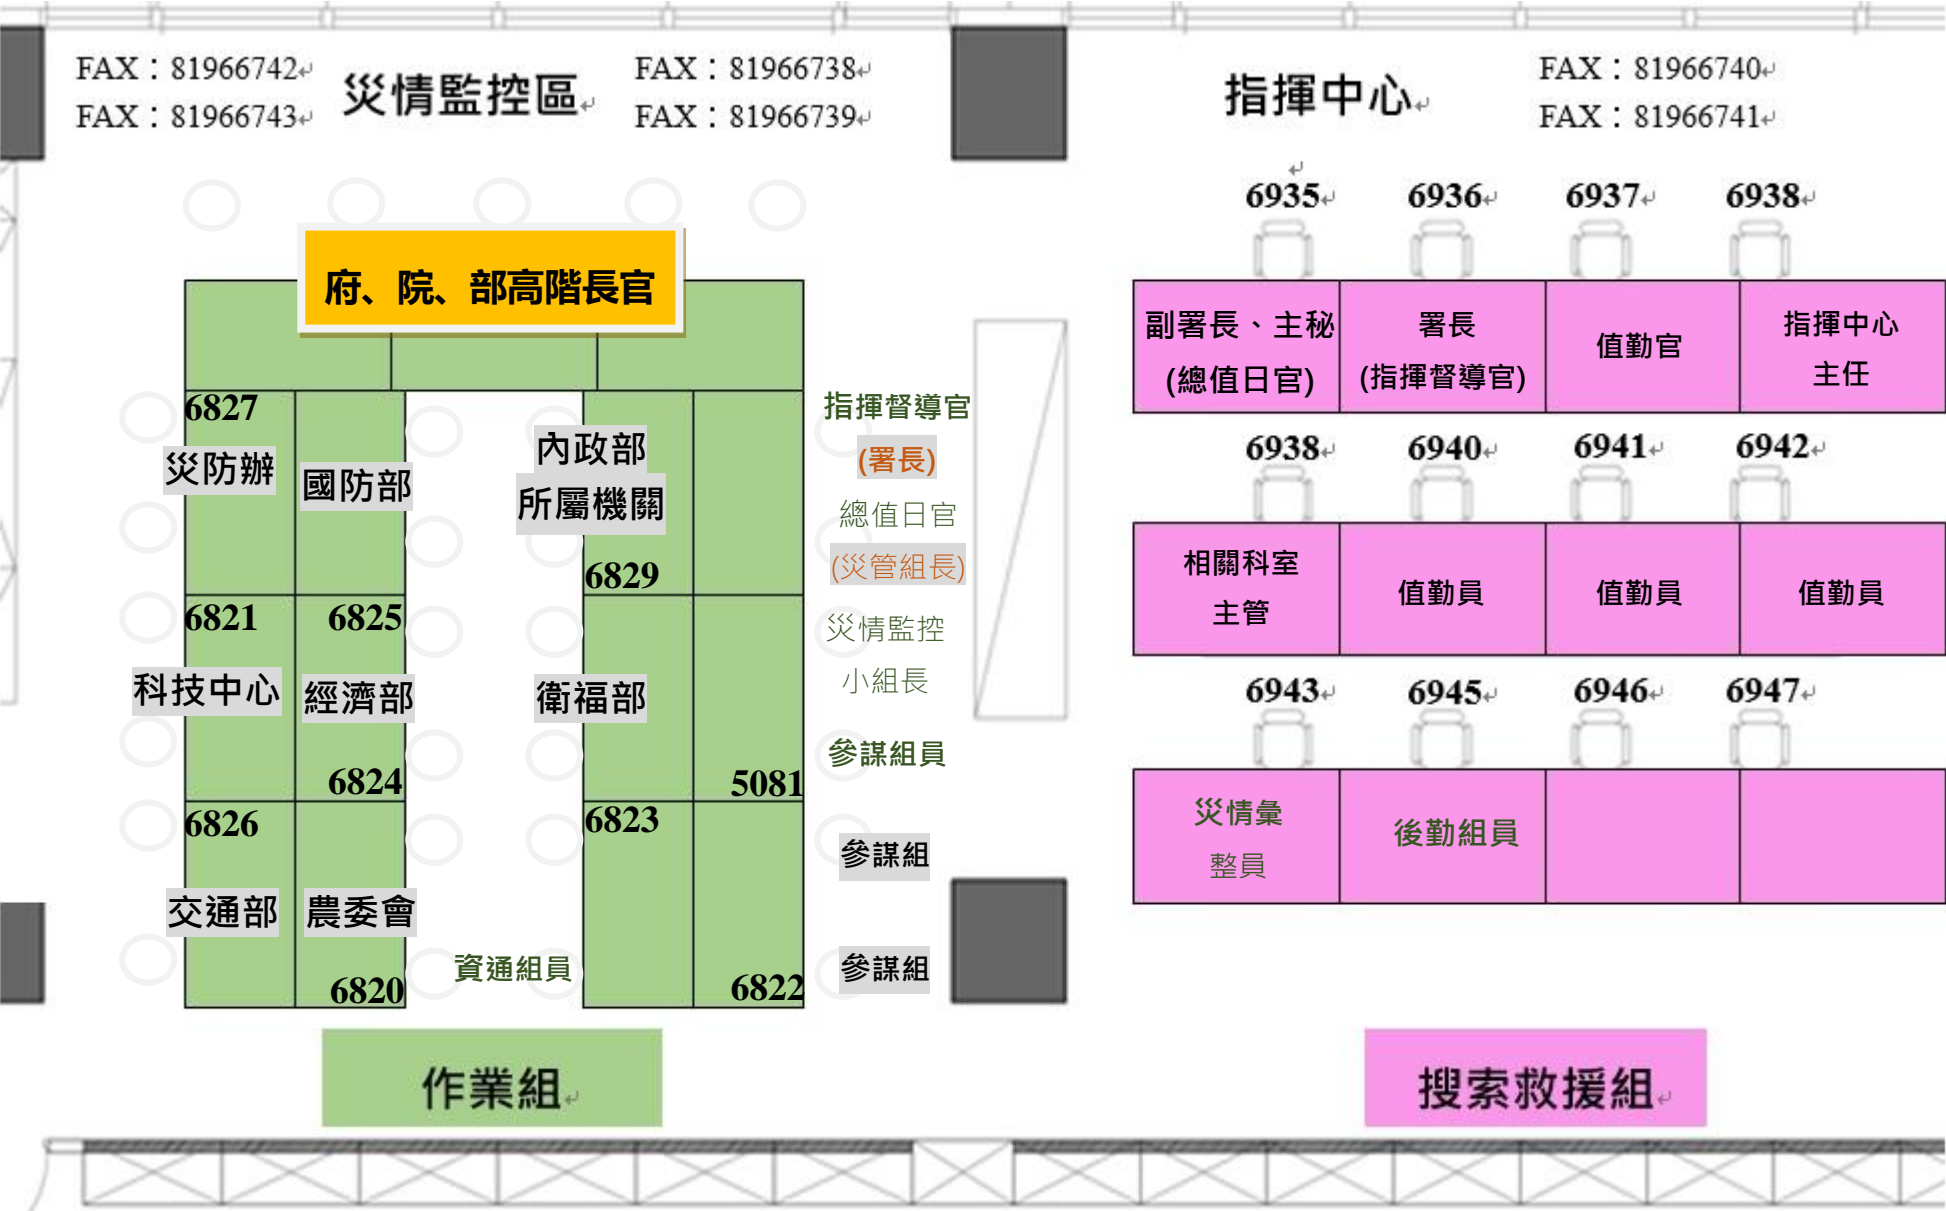 FAX：81966742
FAX：81966743
災情監控區
FAX：81966738
FAX：81966739
府、院、部高階長官
6827
災防辦
國防部
內政部
所屬機關
6829
指揮督導官
(署長)
總值日官
(災管組長)
6821
6825
科技中心
經濟部
衛福部
災情監控
小組長
6824
5081
參謀組員
6826
6823
參謀組
交通部
農委會
資通組員
參謀組
6820
6822
作業組
指揮中心
FAX：81966740
FAX：81966741
6935
6936
6937
6938
副署長、主秘
(總值日官)
署長
(指揮督導官)
值勤官
指揮中心
主任
6938
6940
6941
6942
相關科室
主管
值勤員
值勤員
值勤員
6943
6945
6946
6947
災情彙
整員
後勤組員
搜索救援組